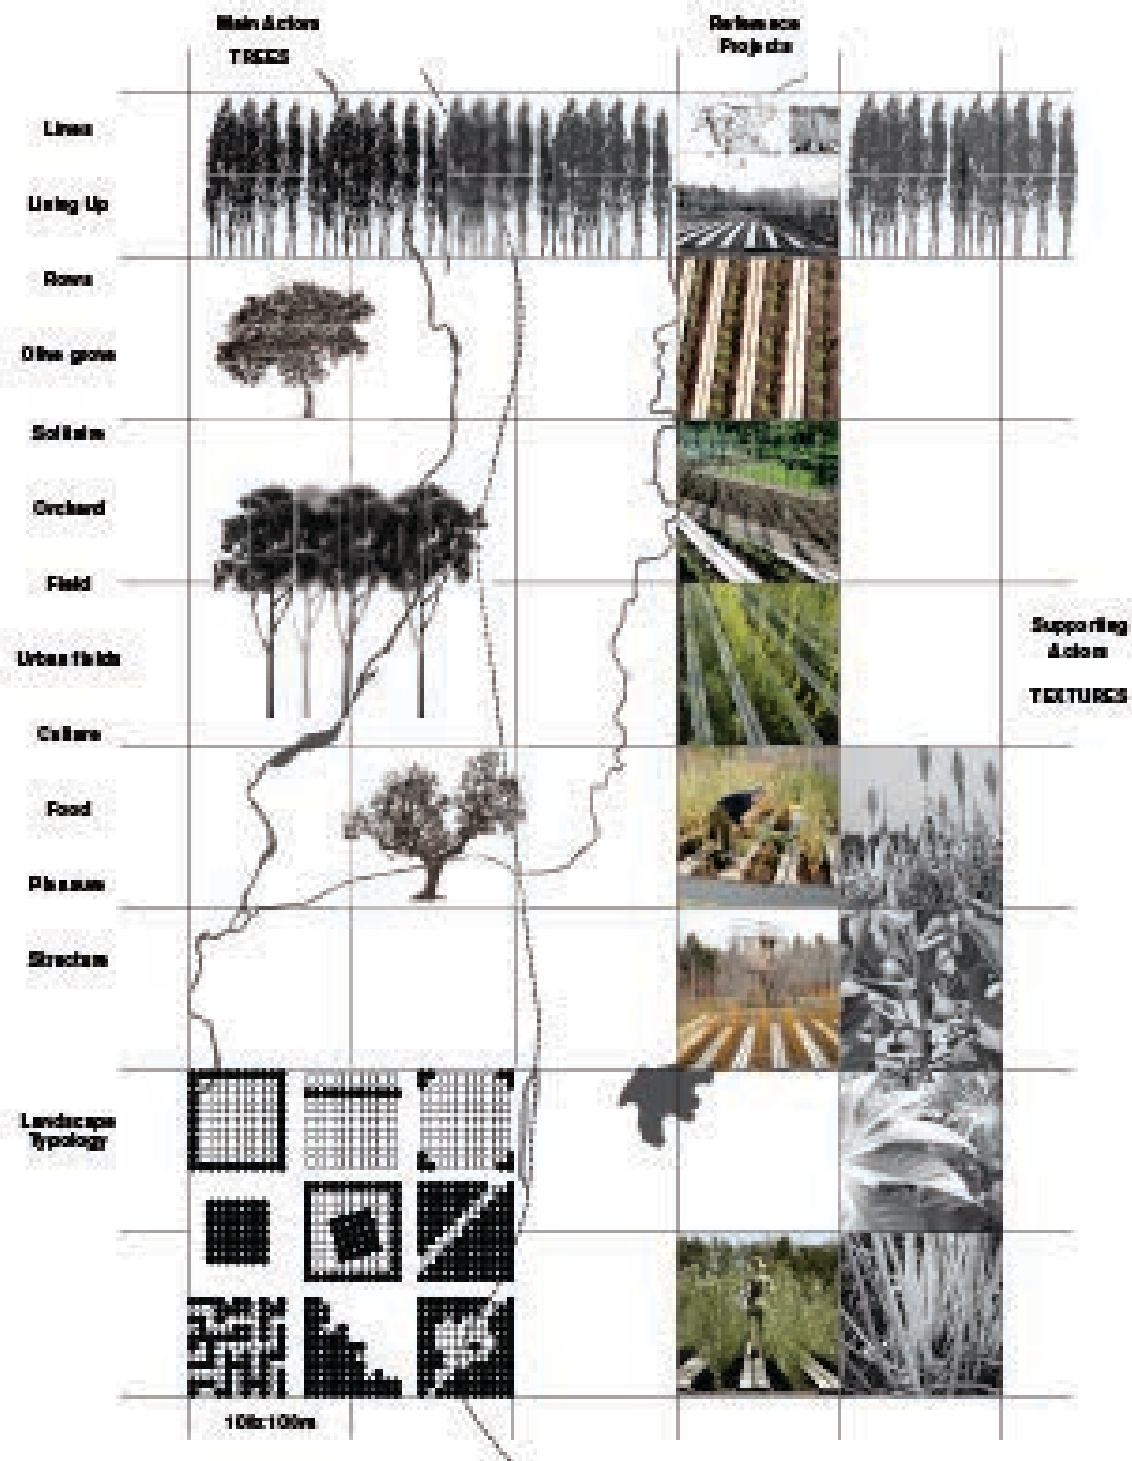 Main Actors
TREES
Reference
Projects
Lines
Lining Up
Rows
Olive grove
Solitaire
Orchard
Field
Urban fields
Culture
Food
Pleasure
Structure
Landscape
Typology
Supporting
Actors
TEXTURES
100x100m